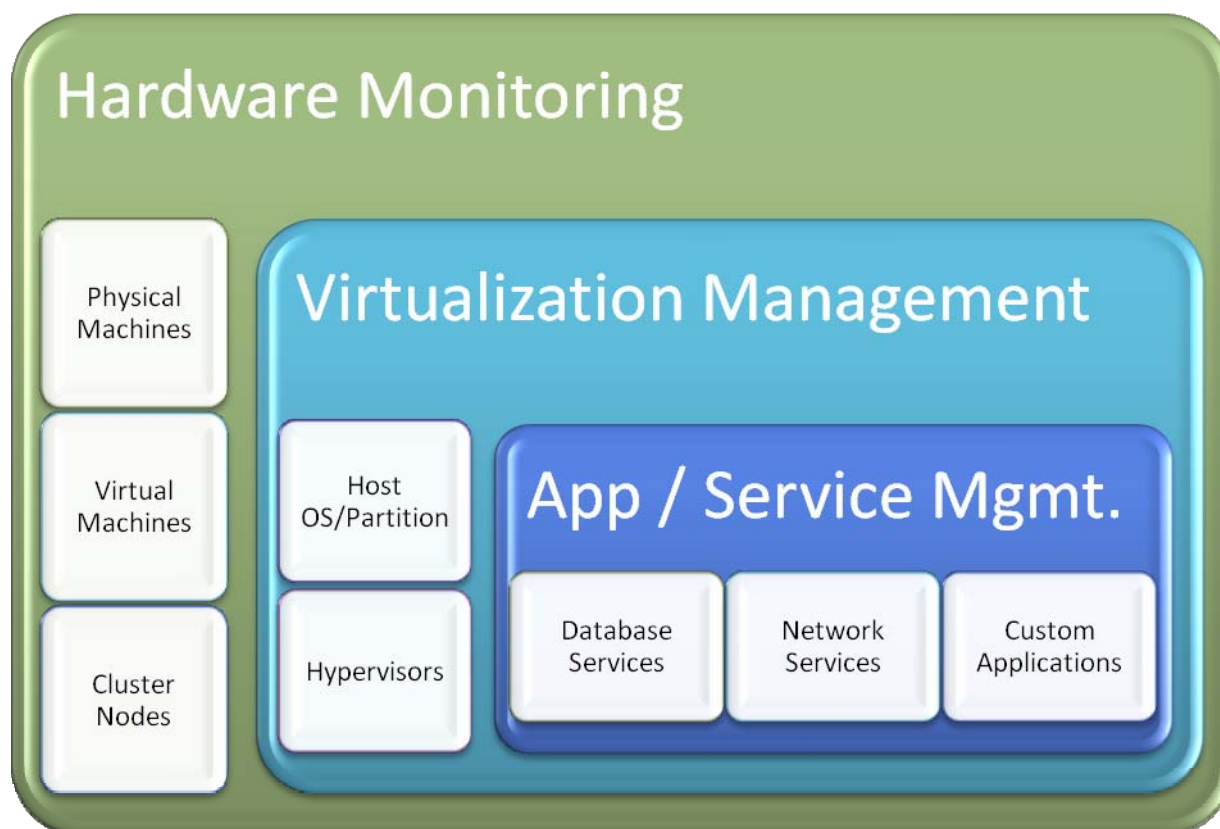 Hardware Monitoring
Physical
Machines
Virtual
Machines
Cluster
Nodes
Virtualization Management
Host
OS/Partition
Hypervisors
App / Service Mgmt.
Database
Services
Network
Services
Custom
Applications